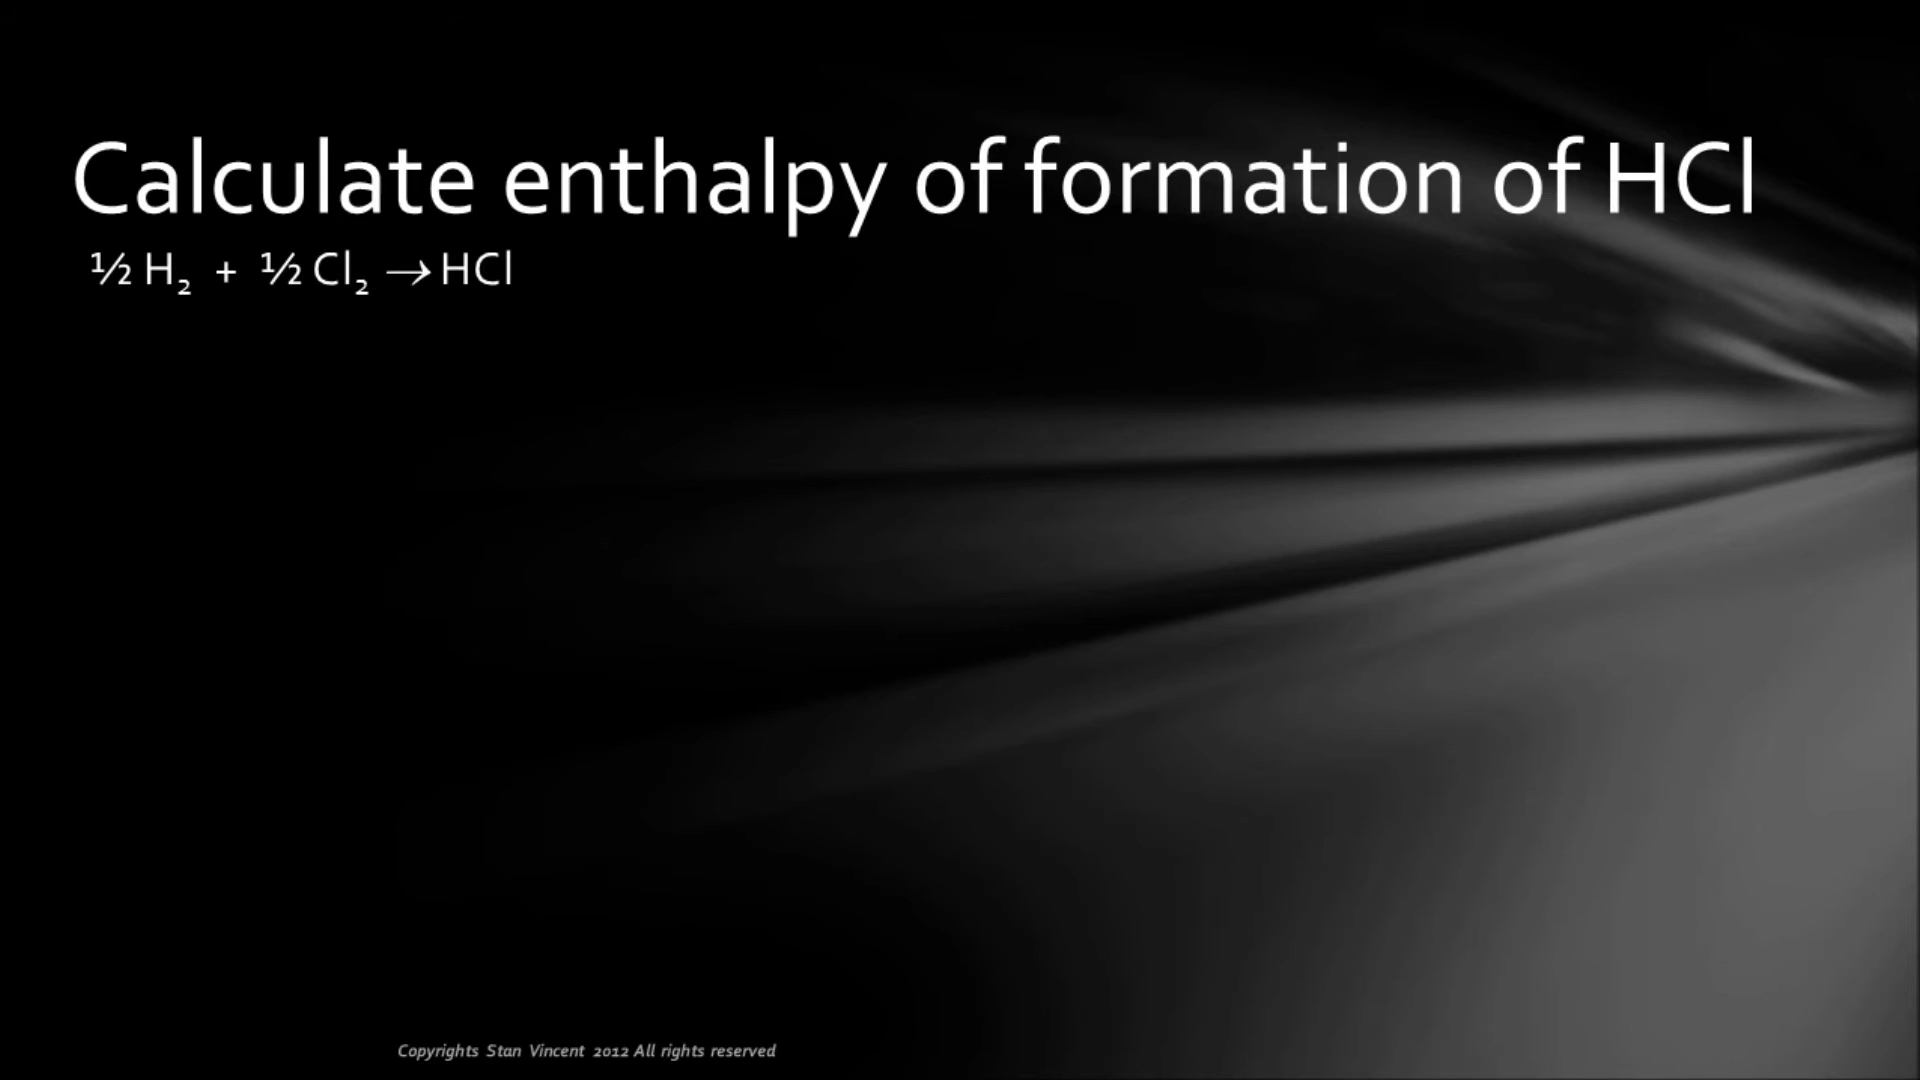 Calculate enthalpy of formation of HCl
½ H₂ + ½ Cl₂ → HCl
Copyrights Stan Vincent 2012 All rights reserved